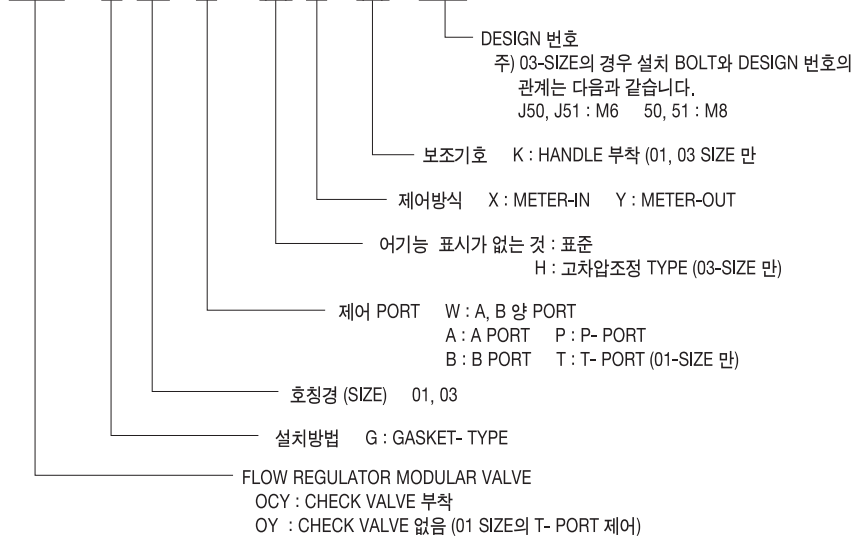 DESIGN 번호
주) 03-SIZE의 경우 설치 BOLT와 DESIGN 번호의
관계는 다음과 같습니다.
J50, J51 : M6 50, 51 : M8
보조기호 K : HANDLE 부착 (01, 03 SIZE 만
제어방식 X : METER-IN Y : METER-OUT
어기능 표시가 없는 것 : 표준
H : 고차압조정 TYPE (03-SIZE 만)
제어 PORT W : A, B 양 PORT
A : A PORT P : P- PORT
B : B PORT T : T- PORT (01-SIZE 만)
호칭경 (SIZE) 01, 03
설치방법 G : GASKET- TYPE
FLOW REGULATOR MODULAR VALVE
OCY : CHECK VALVE 부착
OY : CHECK VALVE 없음 (01 SIZE의 T- PORT 제어)